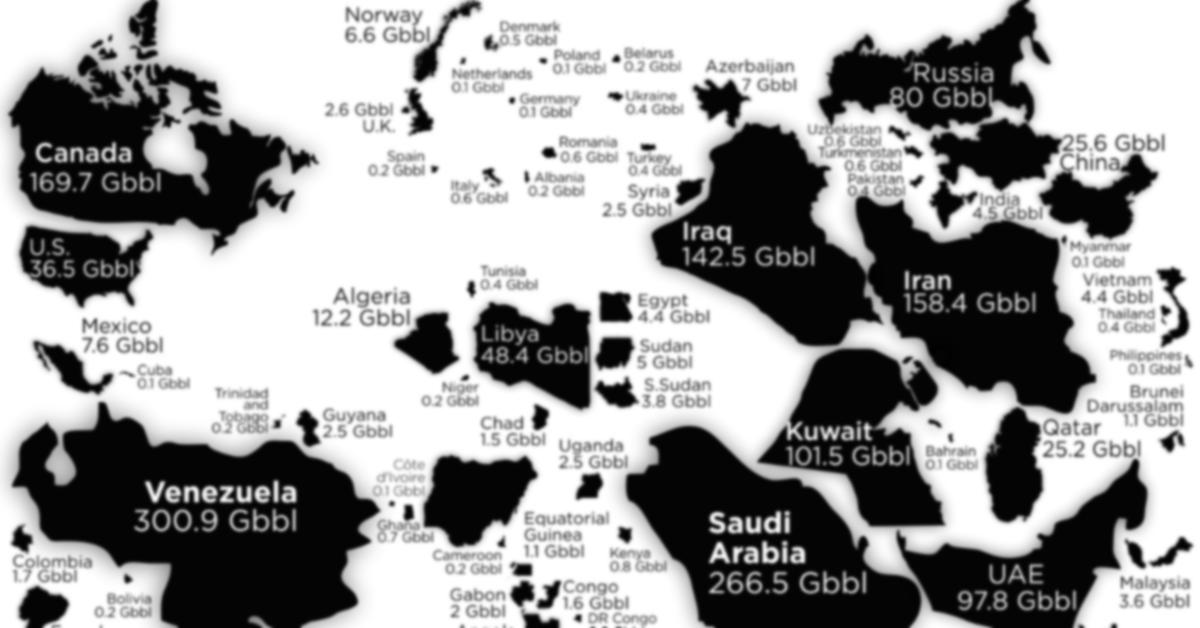 Norway
6.6 Gbbl
Denmark
0.5 Gbbl
Netherlands
0.1 Gbbl
Poland
0.1 Gbbl
Belarus
0.2 Gbbl
Germany
0.1 Gbbl
Ukraine
0.4 Gbbl
2.6 Gbbl
U.K.
Spain
0.2 Gbbl
Italy
0.6 Gbbl
Romania
0.6 Gbbl
Albania
0.2 Gbbl
Turkey
0.4 Gbbl
Syria
2.5 Gbbl
Azerbaijan
7 Gbbl
Russia
80 Gbbl
Uzbekistan
0.6 Gbbl
Turkmenistan
0.6 Gbbl
Pakistan
0.4 Gbbl
25.6 Gbbl
China
India
4.5 Gbbl
Canada
169.7 Gbbl
U.S.
36.5 Gbbl
Mexico
7.6 Gbbl
Cuba
0.1 Gbbl
Iraq
142.5 Gbbl
Iran
158.4 Gbbl
Myanmar
0.1 Gbbl
Vietnam
4.4 Gbbl
Thailand
0.4 Gbbl
Philippines
0.1 Gbbl
Brunei
Darussalam
1.1 Gbbl
Tunisia
0.4 Gbbl
Algeria
12.2 Gbbl
Libya
48.4 Gbbl
Egypt
4.4 Gbbl
Sudan
5 Gbbl
S.Sudan
3.8 Gbbl
Niger
0.2 Gbbl
Chad
1.5 Gbbl
Trinidad
and
Tobago
0.2 Gbbl
Guyana
2.5 Gbbl
Uganda
2.5 Gbbl
Kuwait
101.5 Gbbl
Bahrain
0.1 Gbbl
Qatar
25.2 Gbbl
Venezuela
300.9 Gbbl
Côte
d'Ivoire
0.1 Gbbl
Ghana
0.7 Gbbl
Equatorial
Guinea
1.1 Gbbl
Cameroon
0.2 Gbbl
Kenya
0.8 Gbbl
Saudi
Arabia
266.5 Gbbl
UAE
97.8 Gbbl
Malaysia
3.6 Gbbl
Colombia
1.7 Gbbl
Bolivia
0.2 Gbbl
Gabon
2 Gbbl
Congo
1.6 Gbbl
DR Congo